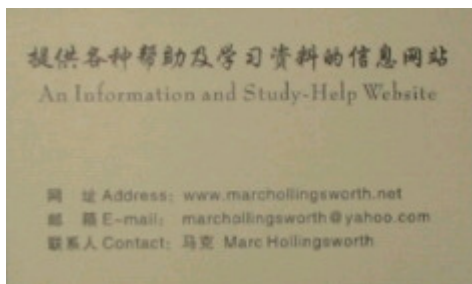 提供各种帮助及学习资料的信息网站
An Information and Study-Help Website
网 址 Address: www.marchollingsworth.net
邮 箱 E-mail: marchollingsworth@yahoo.com
联系人 Contact: 马克 Marc Hollingsworth